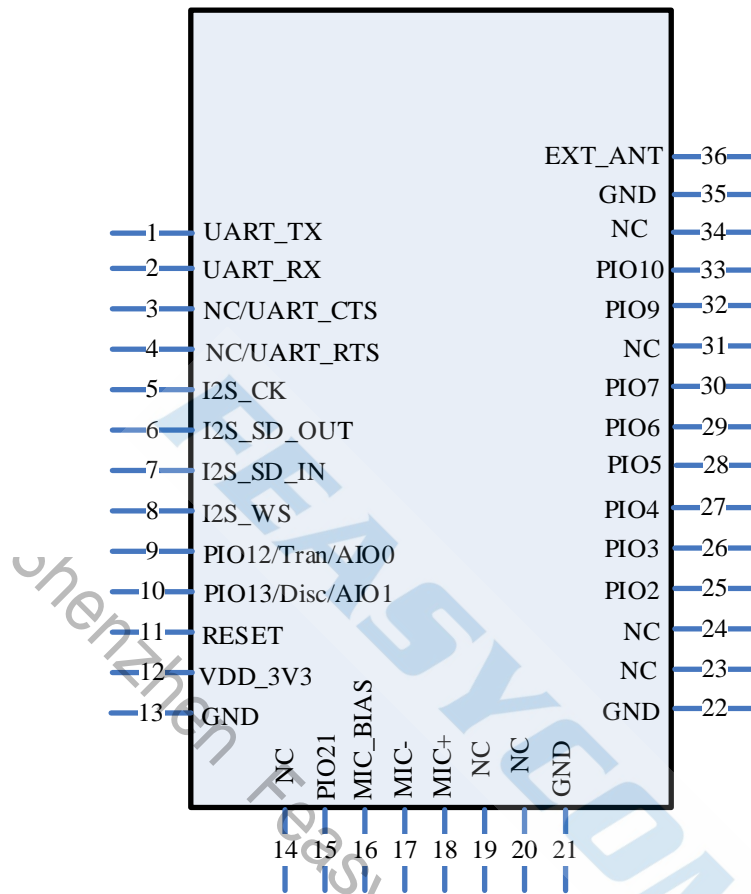 EXT_ANT 36
GND 35
1 UART_TX NC 34
2 UART_RX PIO10 33
3 NC/UART_CTS PIO9 32
4 NC/UART_RTS NC 31
5 I2S_CK PIO7 30
6 I2S_SD_OUT PIO6 29
7 I2S_SD_IN PIO5 28
8 I2S_WS PIO4 27
9 PIO12/Tran/AIO0 PIO3 26
10 PIO13/Disc/AIO1 PIO2 25
11 RESET NC 24
12 VDD_3V3 NC 23
13 GND GND 22
NC PIO21 MIC_BIAS MIC- MIC+ NC NC GND
14 15 16 17 18 19 20 21
FEASYCOM
Shenzhen Feasy